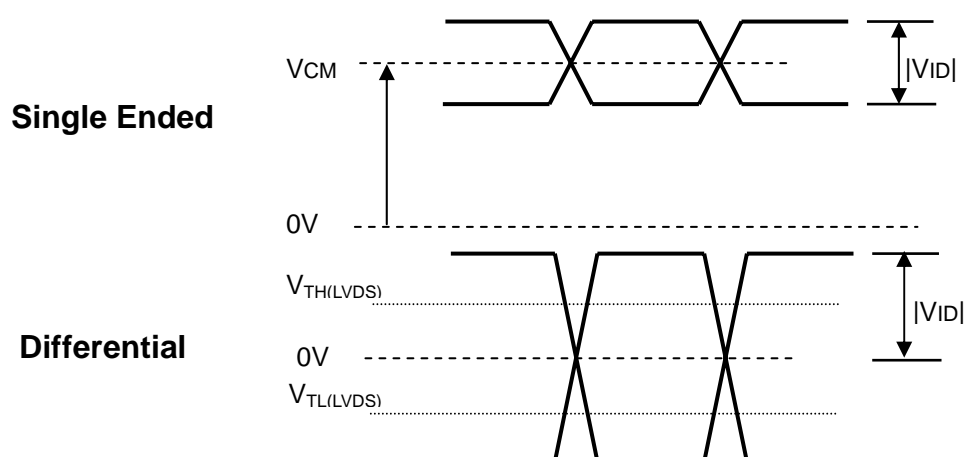 VCM
|VID|
Single Ended
0V
VTH(LVDS)
|VID|
Differential
0V
VTL(LVDS)